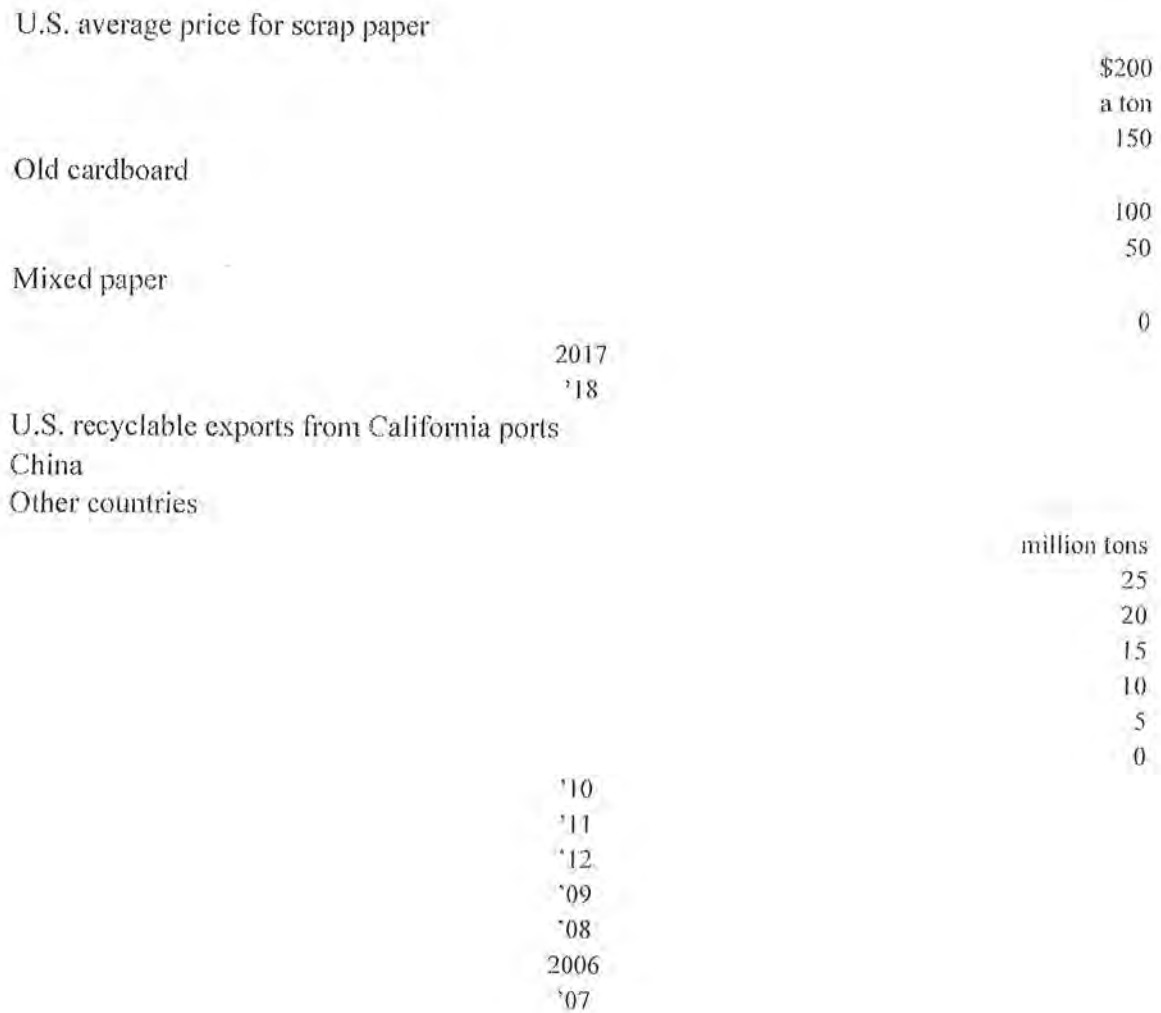 U.S. average price for scrap paper
$200
a ton
150
Old cardboard
100
50
Mixed paper
0
2017
'18
U.S. recyclable exports from California ports
China
Other countries
million tons
25
20
15
10
5
0
'10
'11
'12
'09
'08
2006
'07